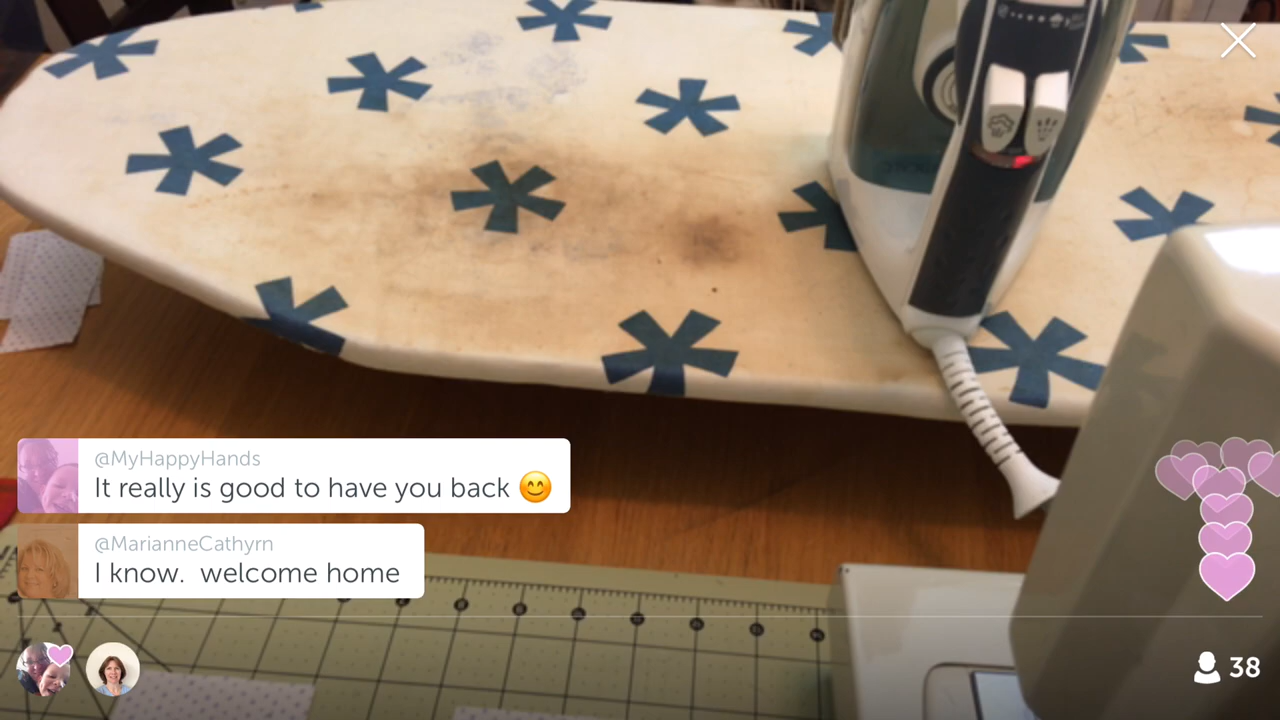 @MyHappyHands
It really is good to have you back 😊
@MarianneCathyrn
I know. welcome home
38